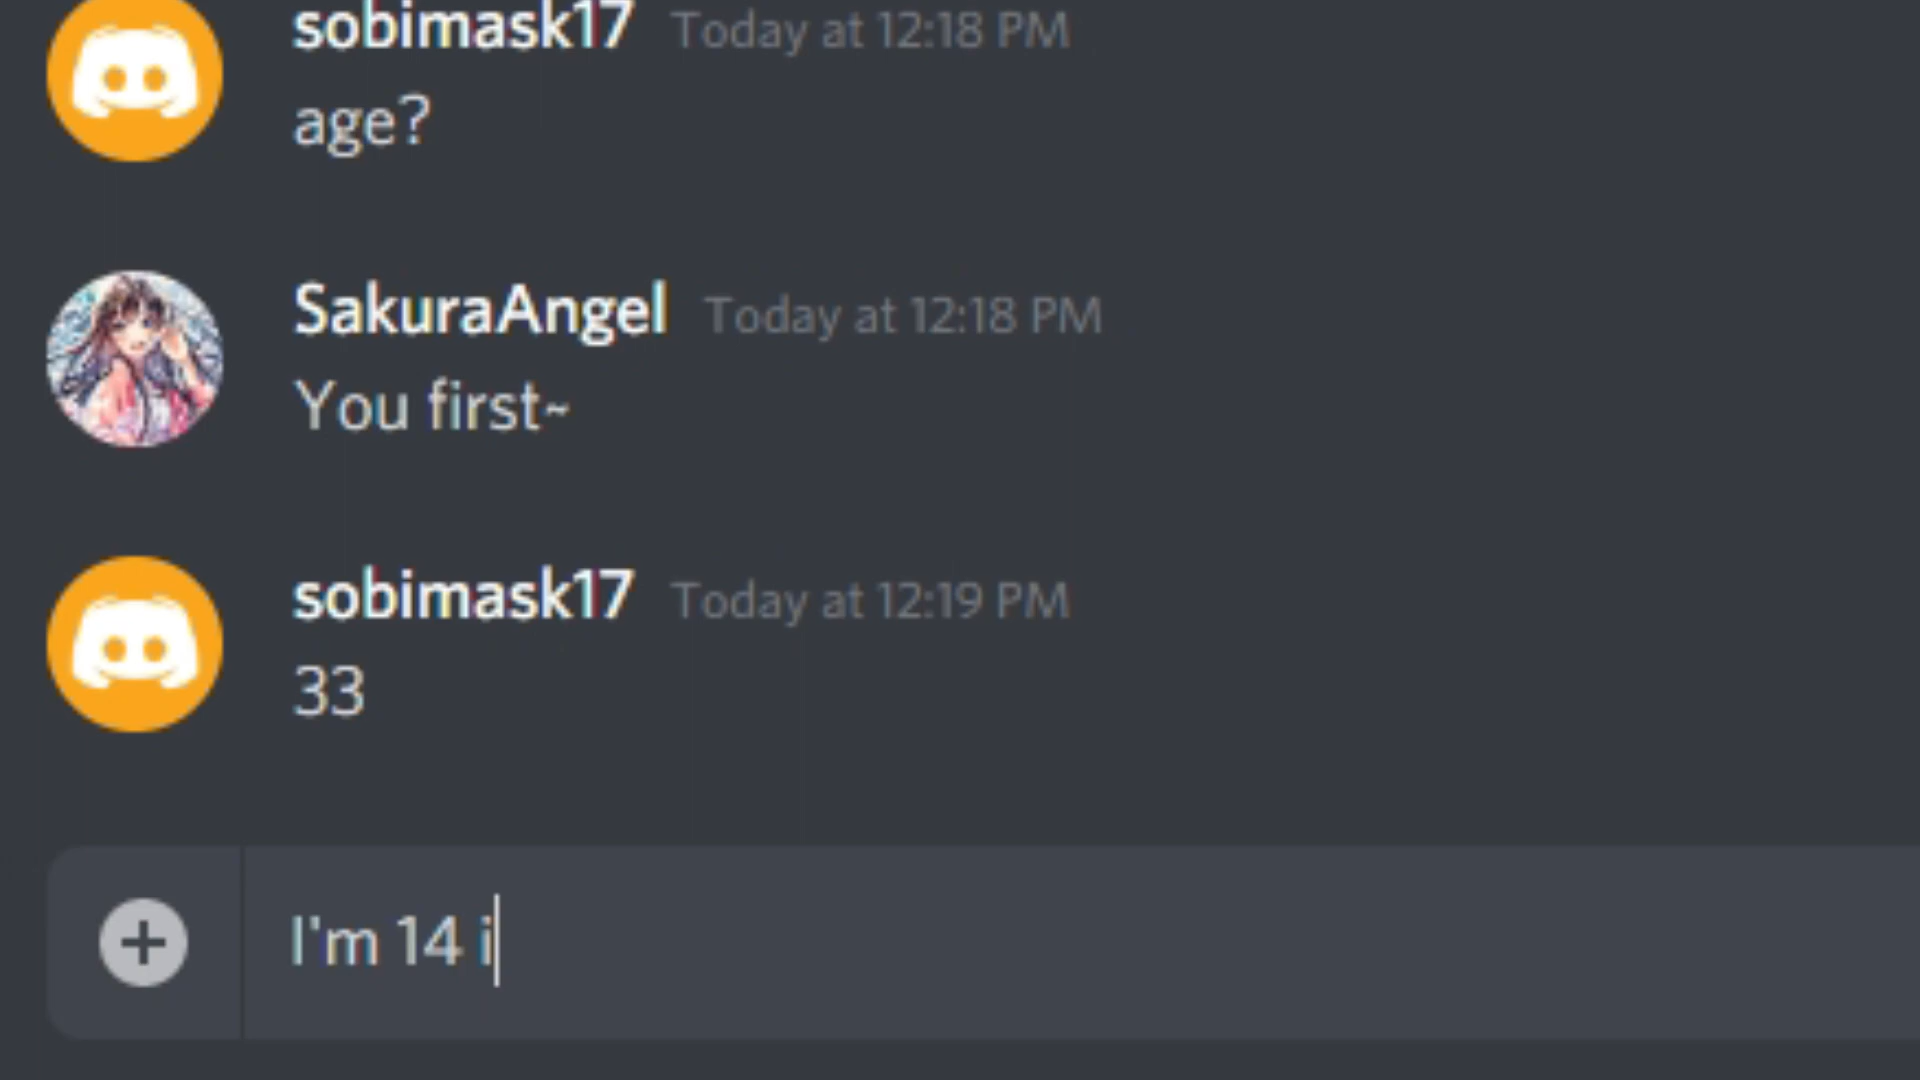 sobimask17 Today at 12:18 PM
age?
SakuraAngel Today at 12:18 PM
You first~
sobimask17 Today at 12:19 PM
33
I'm 14 i